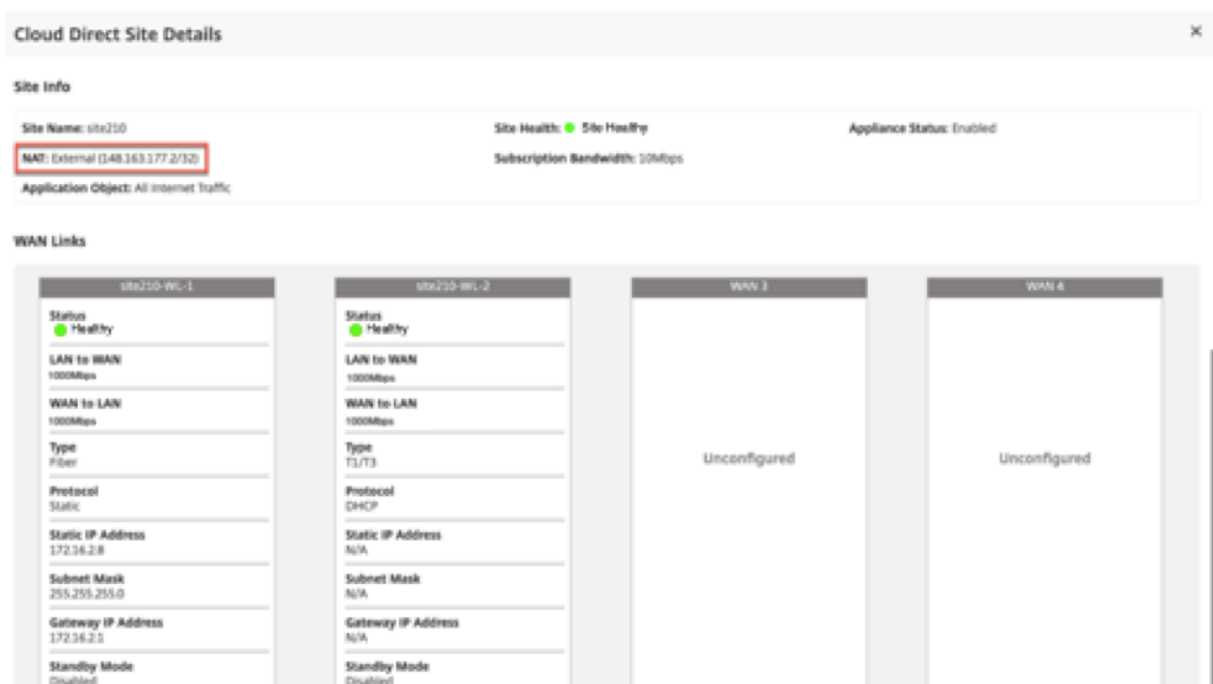 Cloud Direct Site Details ×
Site Info
Site Name: site210 Site Health: Site Healthy Appliance Status: Enabled
NAT: External (148.163.177.2/32) Subscription Bandwidth: 10Mbps
Application Object: All Internet Traffic
WAN Links
site210-WL-1
Status
Healthy
LAN to WAN
1000Mbps
WAN to LAN
1000Mbps
Type
Fiber
Protocol
Static
Static IP Address
172.16.2.8
Subnet Mask
255.255.255.0
Gateway IP Address
172.16.2.1
Standby Mode
Disabled
site210-WL-2
Status
Healthy
LAN to WAN
1000Mbps
WAN to LAN
1000Mbps
Type
T1/T3
Protocol
DHCP
Static IP Address
N/A
Subnet Mask
N/A
Gateway IP Address
N/A
Standby Mode
Disabled
WAN 3
Unconfigured
WAN 4
Unconfigured